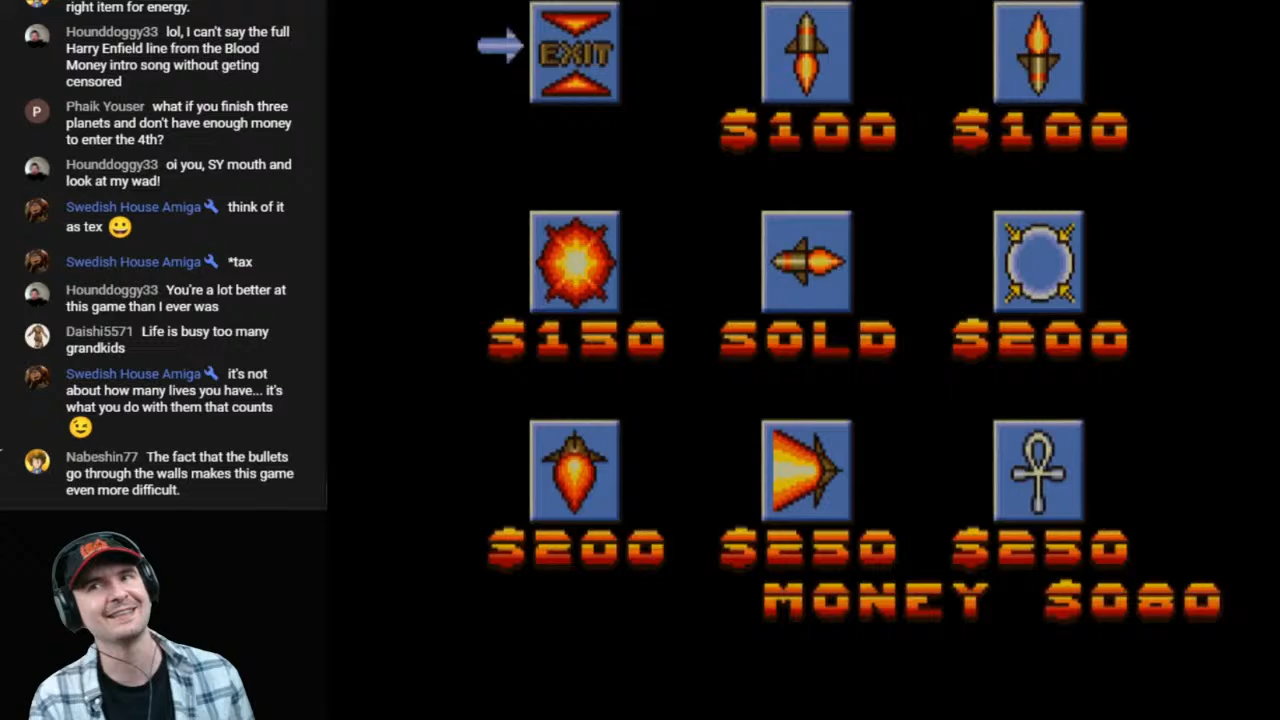 right item for energy.
Hounddoggy33 lol, I can't say the full
Harry Enfield line from the Blood
Money intro song without geting
censored
P
Phaik Youser what if you finish three
planets and don't have enough money
to enter the 4th?
Hounddoggy33 oi you, SY mouth and
look at my wad!
Swedish House Amiga think of it
as tex 😀
Swedish House Amiga *tax
Hounddoggy33 You're a lot better at
this game than I ever was
Daishi5571 Life is busy too many
grandkids
Swedish House Amiga it's not
about how many lives you have... it's
what you do with them that counts
😉
Nabeshin77 The fact that the bullets
go through the walls makes this game
even more difficult.
EXIT
$100 $100
$150 SOLD $200
$200 $250 $250
MONEY $080